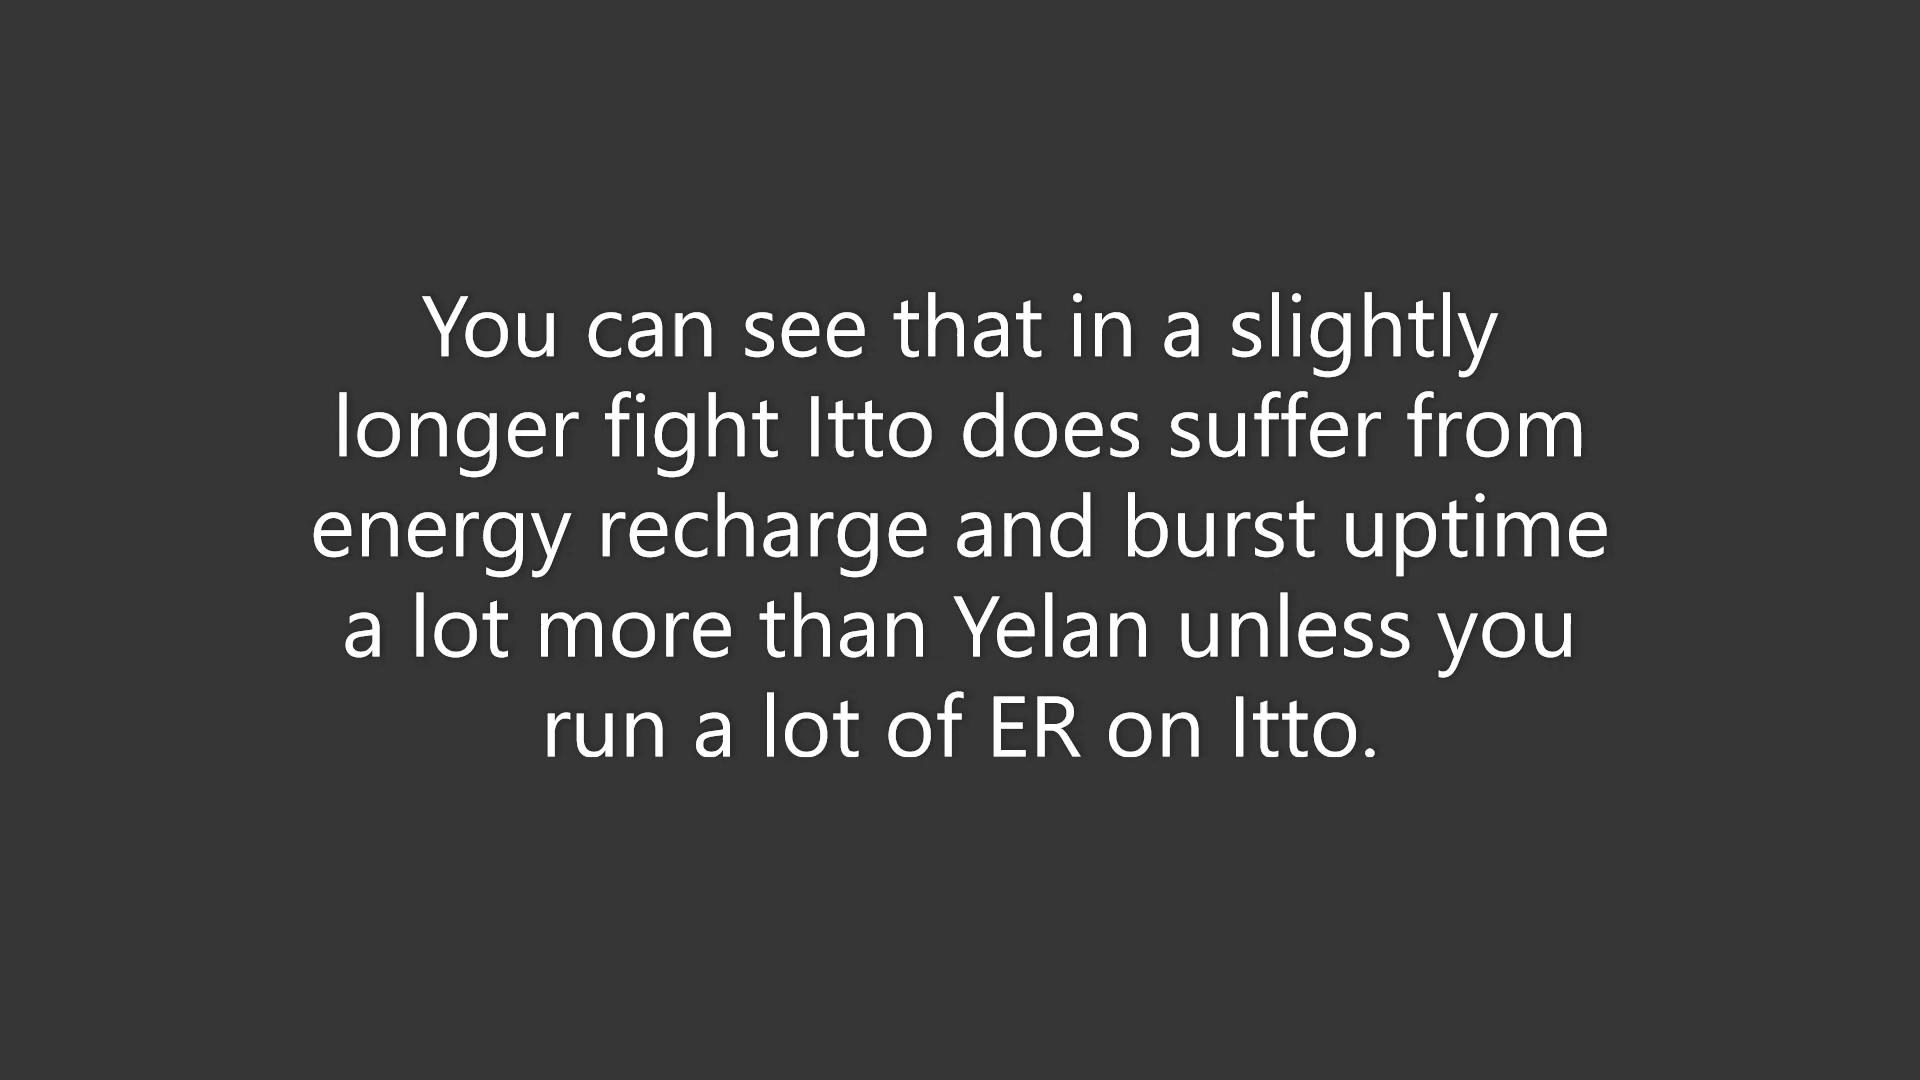 You can see that in a slightly
longer fight Itto does suffer from
energy recharge and burst uptime
a lot more than Yelan unless you
run a lot of ER on Itto.